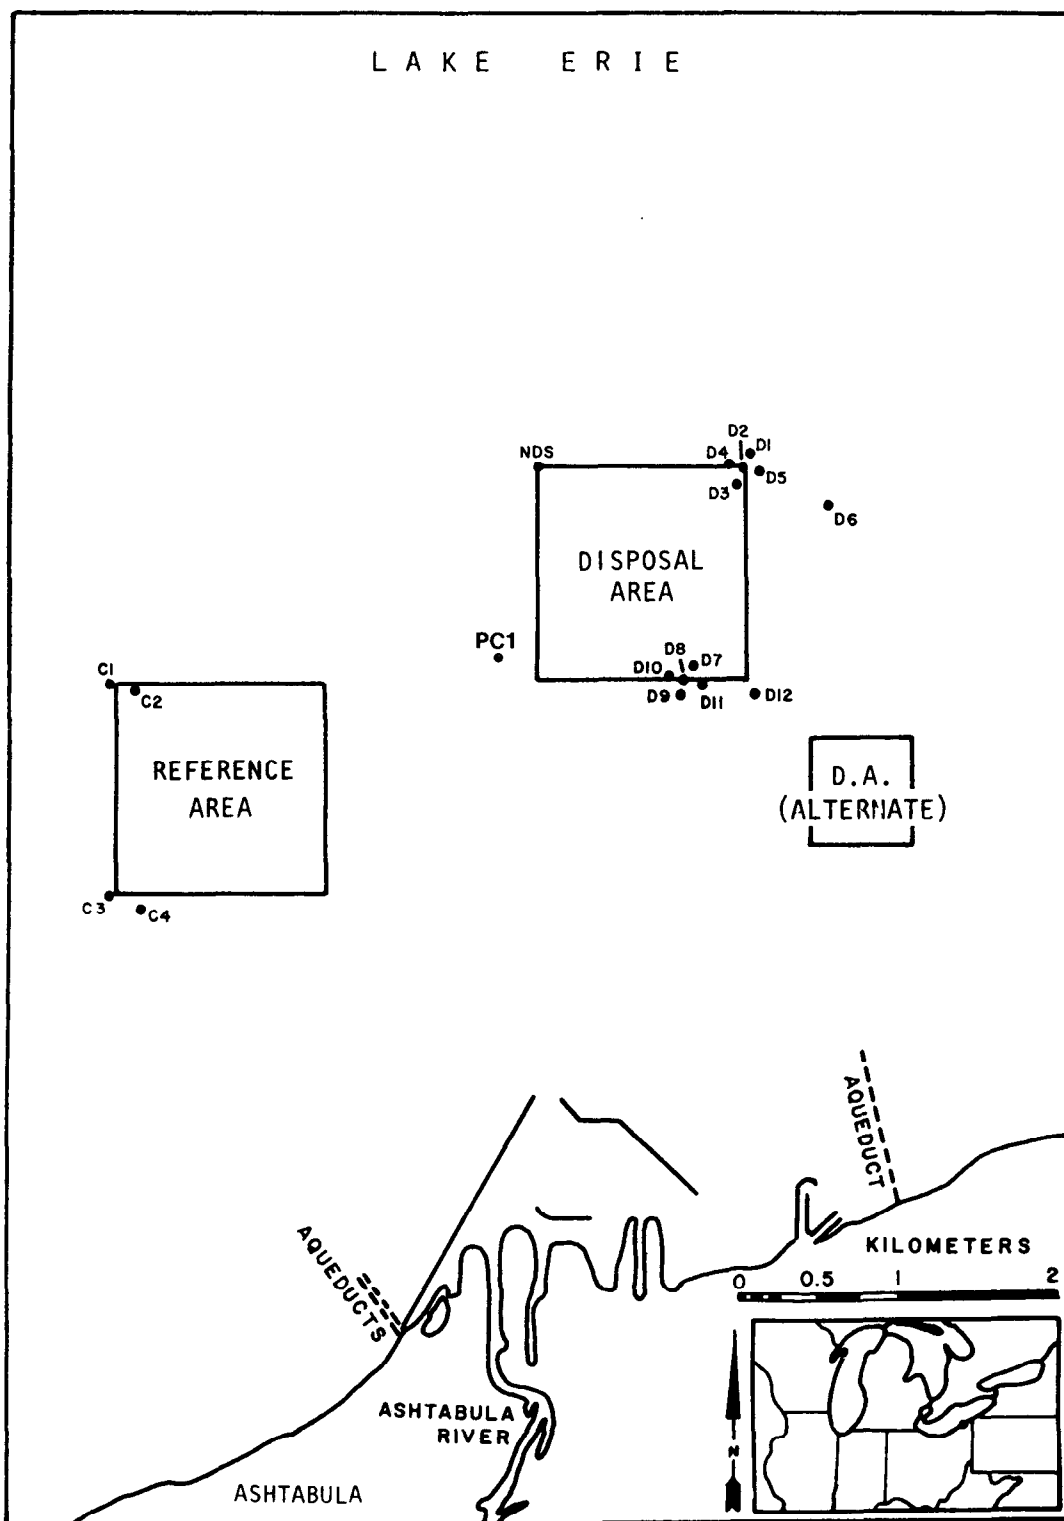 LAKE ERIE
D2
D1
NDS
D4
D5
D3
D6
DISPOSAL
AREA
PC1
D8
D7
C1
D10
C2
D9
D11
D12
REFERENCE
AREA
D.A.
(ALTERNATE)
C3
C4
AQUEDUCT
AQUEDUCTS
KILOMETERS
0 0.5 1 2
ASHTABULA
RIVER
N
ASHTABULA